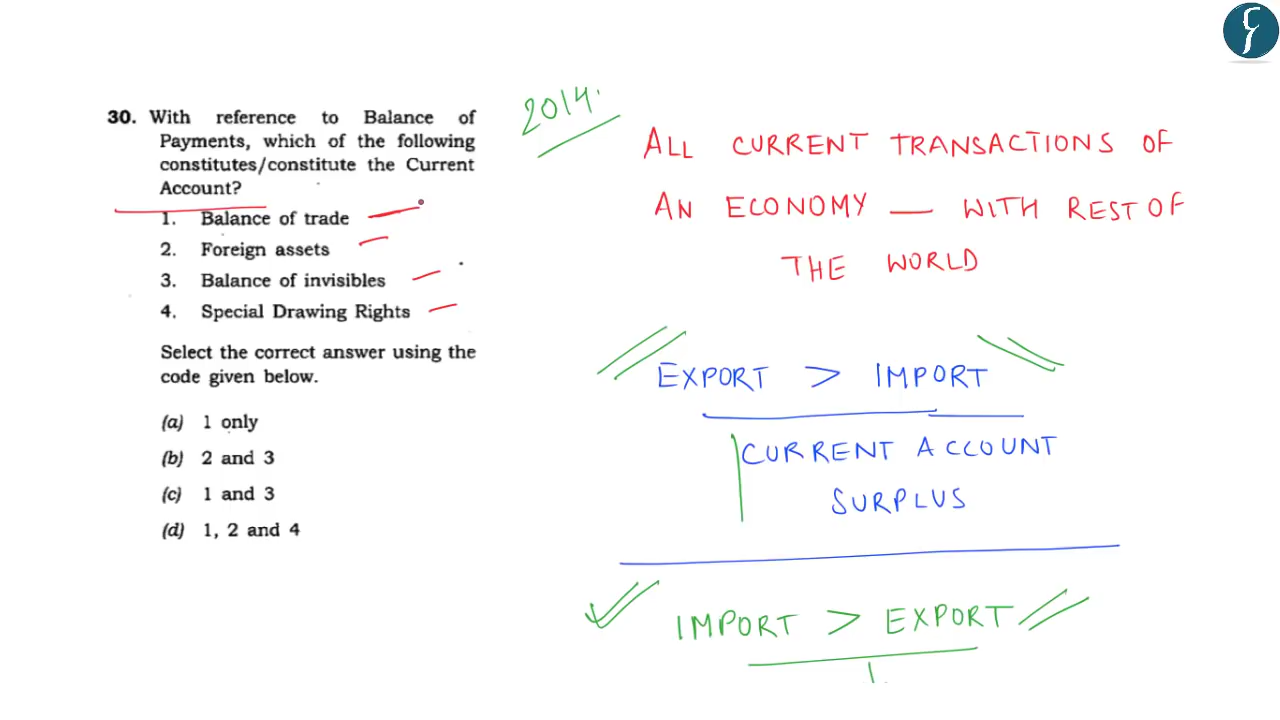 30. With reference to Balance of
Payments, which of the following
constitutes/constitute the Current
Account?
1. Balance of trade
2. Foreign assets
3. Balance of invisibles
4. Special Drawing Rights
Select the correct answer using the
code given below.
(a) 1 only
(b) 2 and 3
(c) 1 and 3
(d) 1, 2 and 4
2014.
ALL CURRENT TRANSACTIONS OF
AN ECONOMY — WITH REST OF
THE WORLD
EXPORT > IMPORT
CURRENT ACCOUNT
SURPLUS
IMPORT > EXPORT